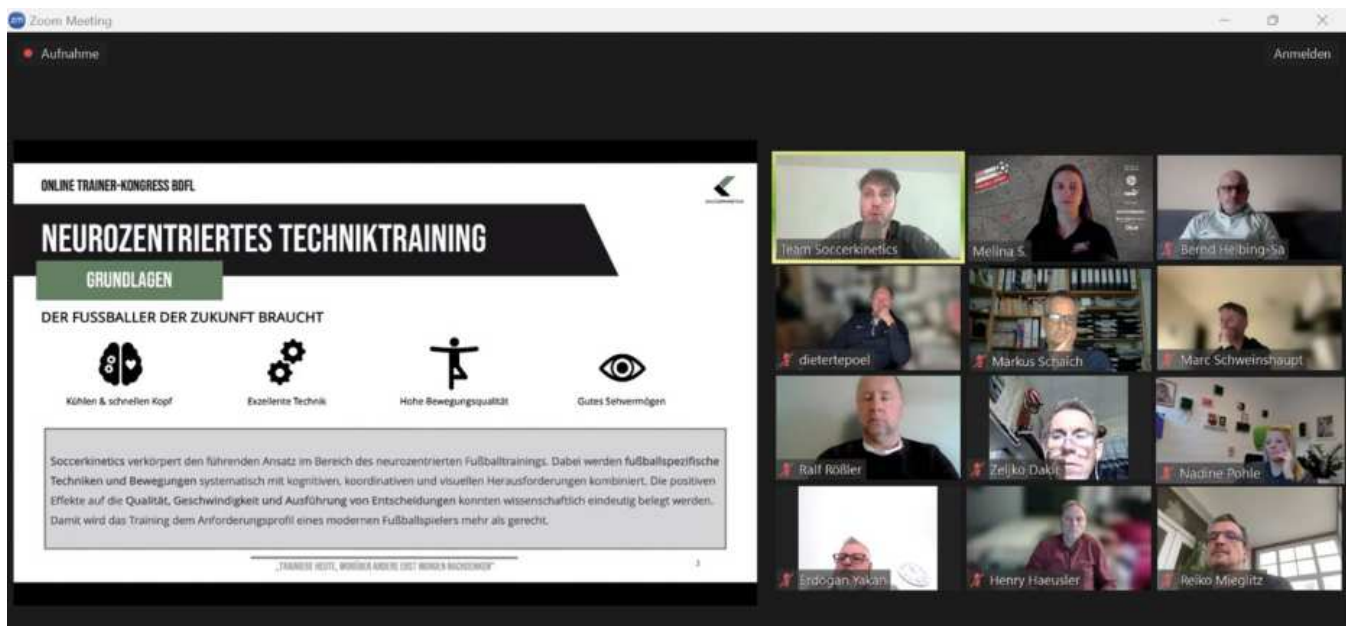 Zoom Meeting
Aufnahme
Anmelden
ONLINE TRAINER-KONGRESS BDFL
SOCCERKINETICS
NEUROZENTRIERTES TECHNIKTRAINING
GRUNDLAGEN
DER FUSSBALLER DER ZUKUNFT BRAUCHT
Kühlen & schnellen Kopf
Exzellente Technik
Hohe Bewegungsqualität
Gutes Sehvermögen
Soccerkinetics verkörpert den führenden Ansatz im Bereich des neurozentrierten Fußballtrainings. Dabei werden fußballspezifische
Techniken und Bewegungen systematisch mit kognitiven, koordinativen und visuellen Herausforderungen kombiniert. Die positiven
Effekte auf die Qualität, Geschwindigkeit und Ausführung von Entscheidungen konnten wissenschaftlich eindeutig belegt werden.
Damit wird das Training dem Anforderungsprofil eines modernen Fußballspielers mehr als gerecht.
„TRAINIERE HEUTE, WORÜBER ANDERE ERST MORGEN NACHDENKEN“
3
Team Soccerkinetics
Melina S.
Bernd Helbing-Sa
dietertepoel
Markus Schaich
Marc Schweinshaupt
Ralf Rößler
Zeljko Dakic
Nadine Pohle
Erdogan Yakan
Henry Haeusler
Reiko Mieglitz